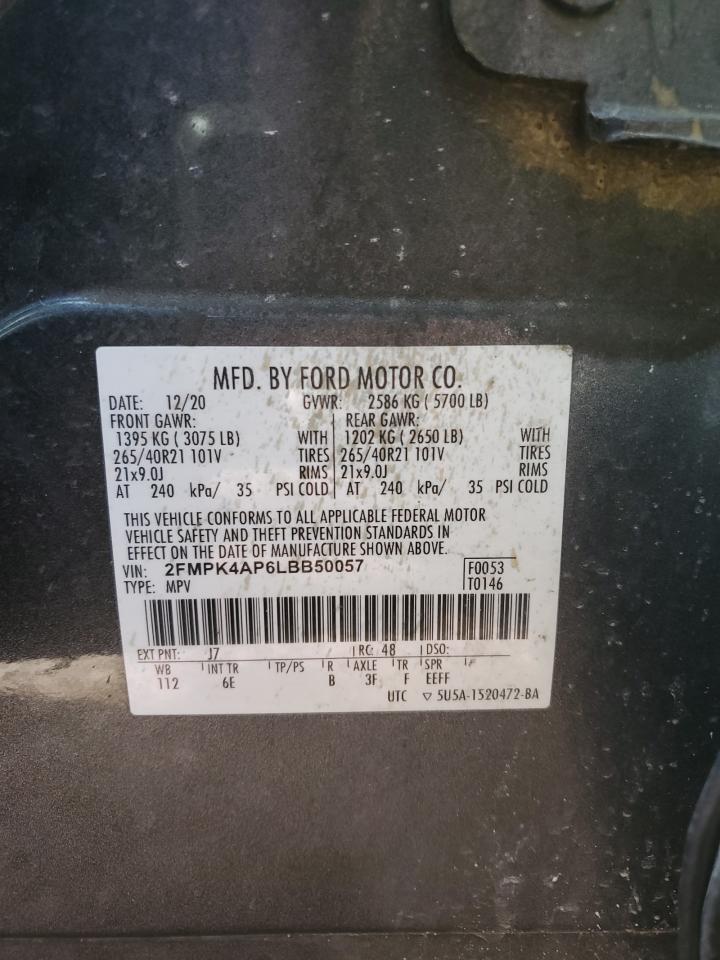 MFD. BY FORD MOTOR CO.
DATE: 12/20 GVWR: 2586 KG ( 5700 LB)
FRONT GAWR: REAR GAWR:
1395 KG ( 3075 LB) WITH 1202 KG ( 2650 LB) WITH
265/40R21 101V TIRES 265/40R21 101V TIRES
21x9.0J RIMS 21x9.0J RIMS
AT 240 kPa/ 35 PSI COLD AT 240 kPa/ 35 PSI COLD
THIS VEHICLE CONFORMS TO ALL APPLICABLE FEDERAL MOTOR
VEHICLE SAFETY AND THEFT PREVENTION STANDARDS IN
EFFECT ON THE DATE OF MANUFACTURE SHOWN ABOVE.
VIN: 2FMPK4AP6LBB50057 F0053
TYPE: MPV T0146
EXT PNT: J7 RC: 48 DSO:
WB INT TR TP/PS R AXLE TR SPR
112 6E B 3F F EEFF
UTC ▽ 5U5A-1520472-BA